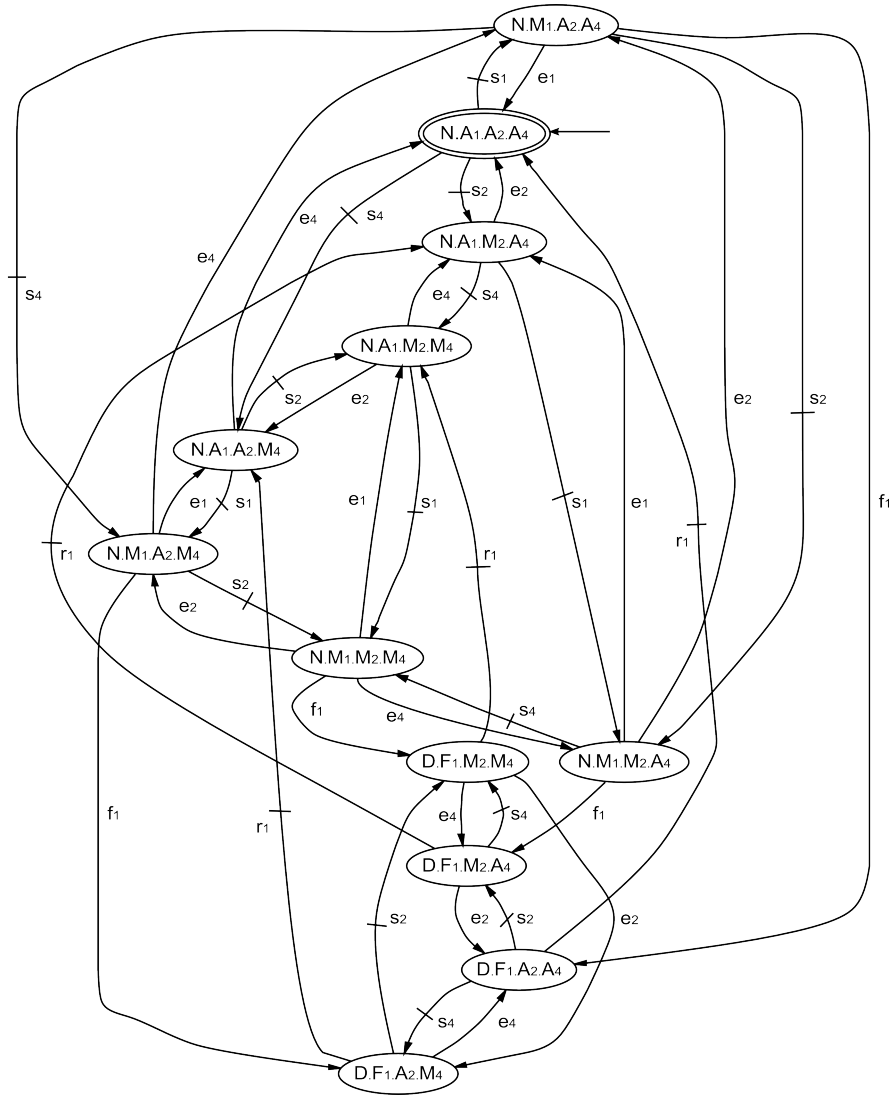 N.M1.A2.A4
s1
e1
N.A1.A2.A4
s2
e2
e4
s4
N.A1.M2.A4
e4
s4
e4
s4
N.A1.M2.M4
s2
e2
e2
s2
N.A1.A2.M4
e1
s1
e1
s1
s1
e1
f1
N.M1.A2.M4
r1
r1
r1
s2
e2
N.M1.M2.M4
f1
e4
s4
D.F1.M2.M4
N.M1.M2.A4
f1
r1
e4
s4
f1
D.F1.M2.A4
s2
e2
s2
e2
D.F1.A2.A4
s4
e4
D.F1.A2.M4